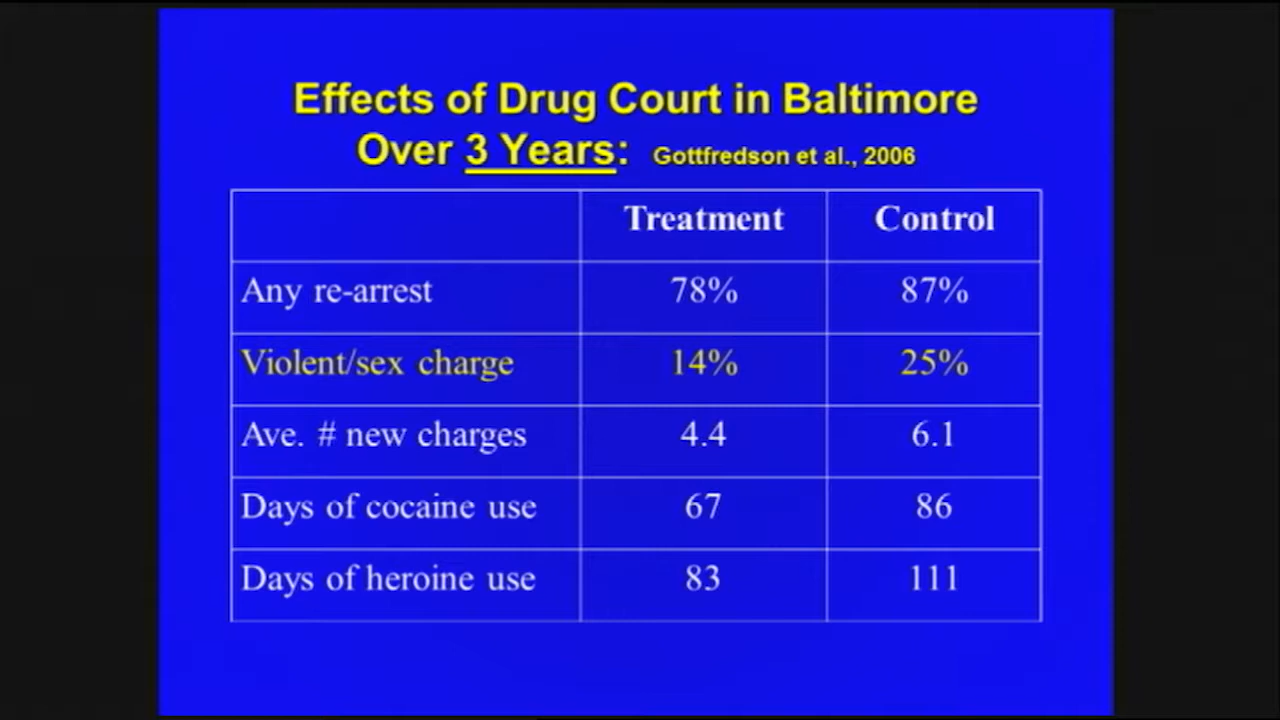 Effects of Drug Court in Baltimore
Over 3 Years: Gottfredson et al., 2006
Treatment Control
Any re-arrest 78% 87%
Violent/sex charge 14% 25%
Ave. # new charges 4.4 6.1
Days of cocaine use 67 86
Days of heroine use 83 111